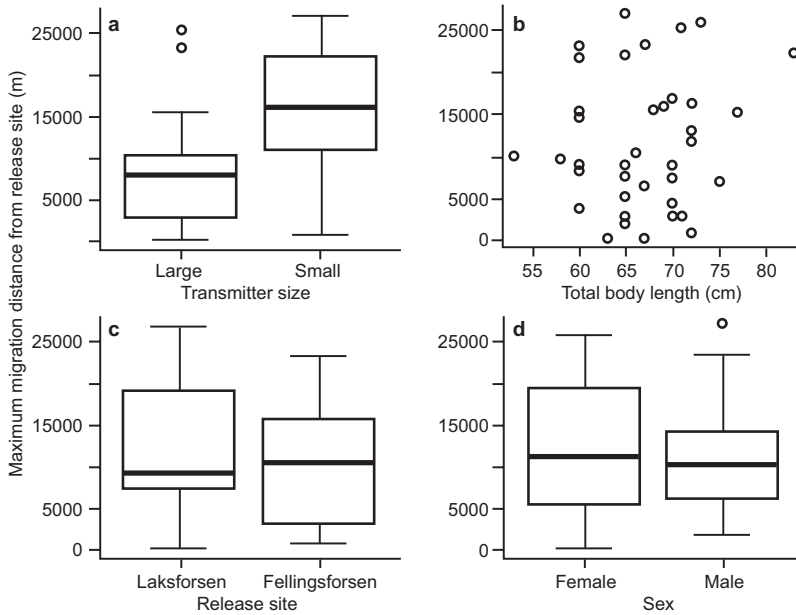 Maximum migration distance from release site (m)
a
25000
15000
5000
0
Large Small
Transmitter size
b
25000
15000
5000
0
55 60 65 70 75 80
Total body length (cm)
c
25000
15000
5000
0
Laksforsen Fellingsforsen
Release site
d
25000
15000
5000
0
Female Male
Sex